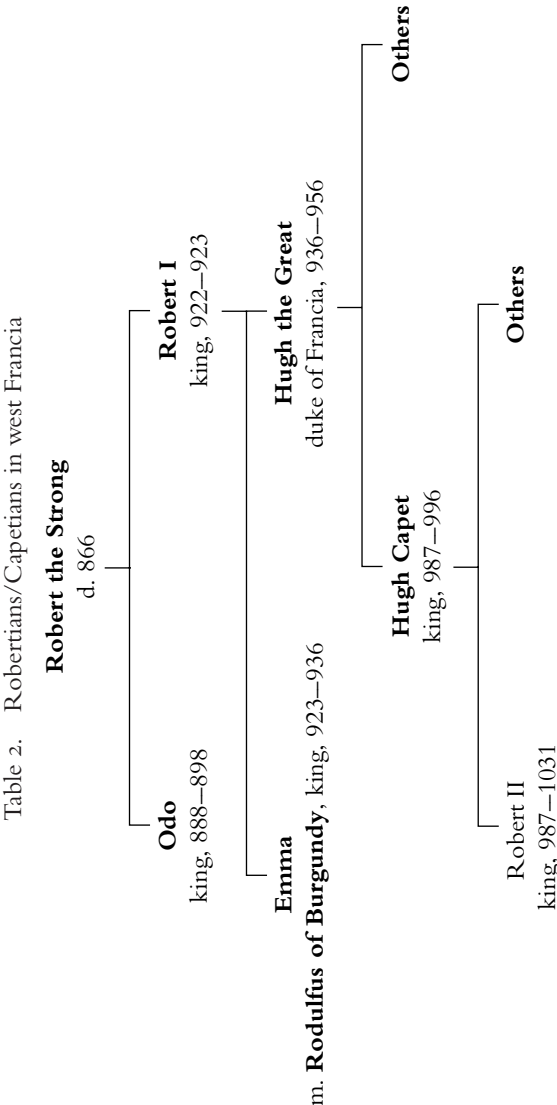 Table 2. Robertians/Capetians in west Francia
Robert the Strong
d. 866
Odo
king, 888–898
Robert I
king, 922–923
Emma
m. Rodulfus of Burgundy, king, 923–936
Hugh the Great
duke of Francia, 936–956
Hugh Capet
king, 987–996
Others
Robert II
king, 987–1031
Others